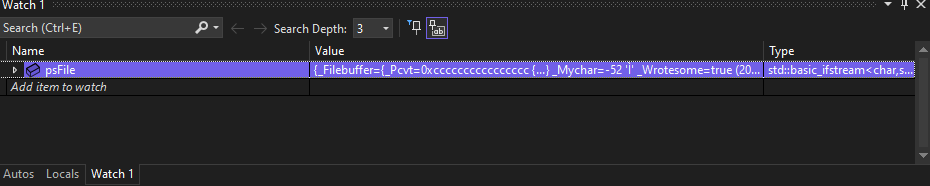 Watch 1
Search (Ctrl+E) Search Depth: 3
Name Value Type
psFile {_Filebuffer={_Pcvt=0xcccccccccccccccc {...} _Mychar=-52 'Ì' _Wrotesome=true (20... std::basic_ifstream<char,s...
Add item to watch
Autos Locals Watch 1